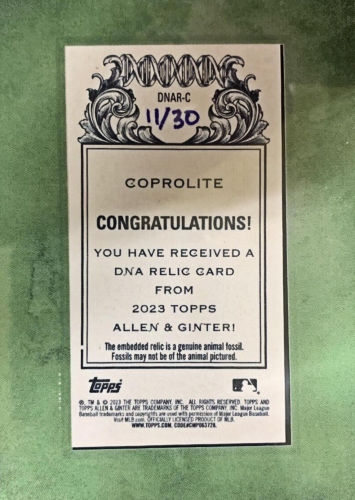 DNAR-C
11/30
COPROLITE
CONGRATULATIONS!
YOU HAVE RECEIVED A
DNA RELIC CARD
FROM
2023 TOPPS
ALLEN & GINTER!
The embedded relic is a genuine animal fossil.
Fossils may not be of the animal pictured.
Topps
®, TM & © 2023 THE TOPPS COMPANY, INC. ALL RIGHTS RESERVED. TOPPS AND
TOPPS ALLEN & GINTER ARE TRADEMARKS OF THE TOPPS COMPANY, INC. Major League
Baseball trademarks and copyrights are used with permission of Major League Baseball.
Visit MLB.com. OFFICIALLY LICENSED PRODUCT OF MLB.
WWW.TOPPS.COM. CODE#CMP063728.